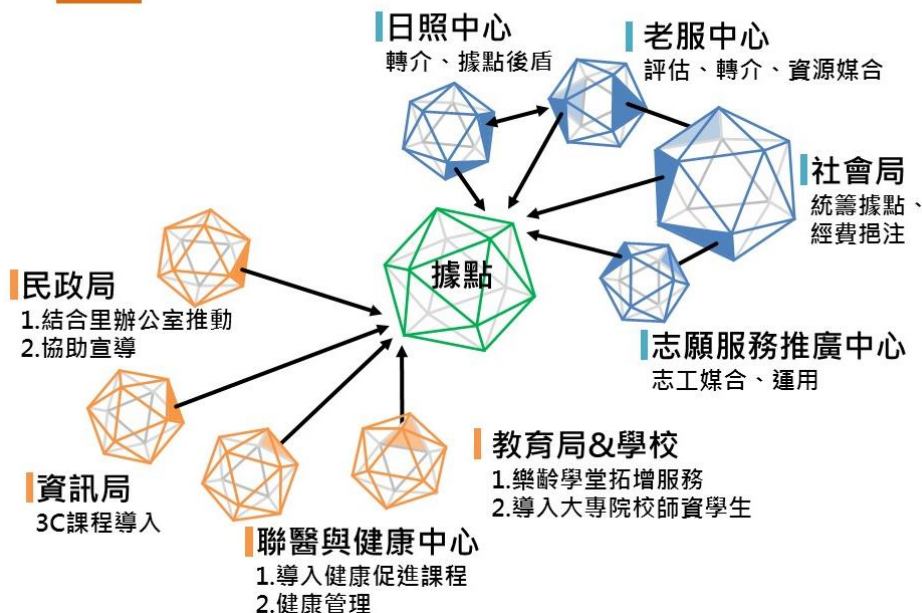 日照中心
轉介、據點後盾
老服中心
評估、轉介、資源媒合
社會局
統籌據點、
經費挹注
據點
民政局
1.結合里辦公室推動
2.協助宣導
志願服務推廣中心
志工媒合、運用
資訊局
3C課程導入
教育局&學校
1.樂齡學堂拓增服務
2.導入大專院校師資學生
聯醫與健康中心
1.導入健康促進課程
2.健康管理